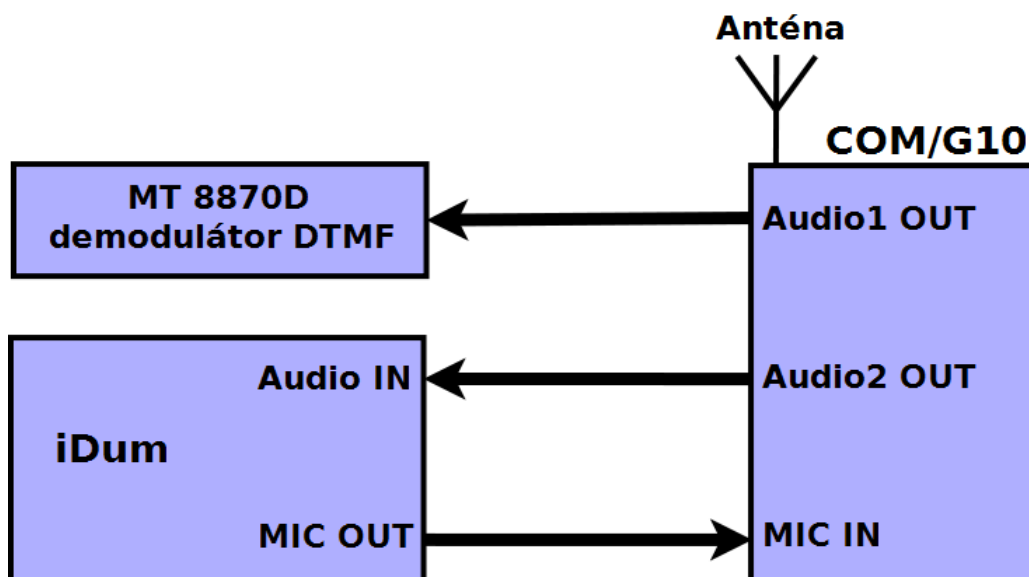 Anténa
COM/G10
MT 8870D
demodulátor DTMF
Audio1 OUT
Audio IN
Audio2 OUT
iDum
MIC OUT
MIC IN